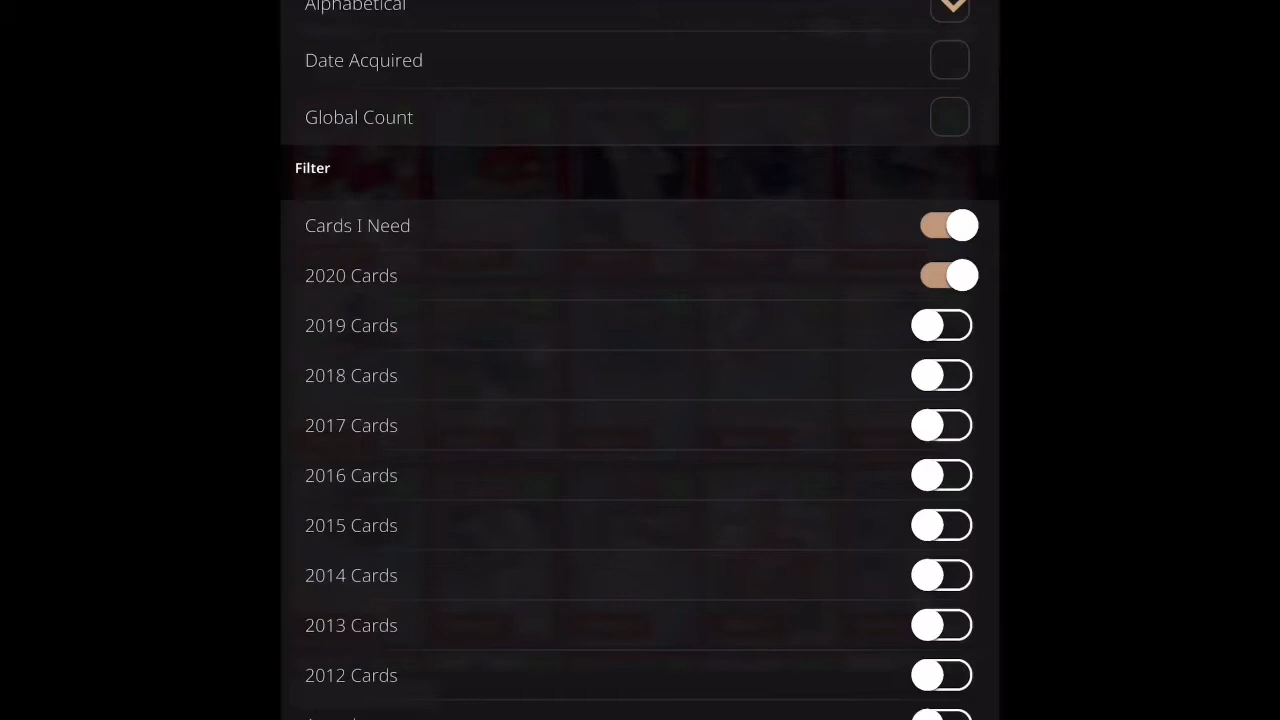 Alphabetical
Date Acquired
Global Count
Filter
Cards I Need
2020 Cards
2019 Cards
2018 Cards
2017 Cards
2016 Cards
2015 Cards
2014 Cards
2013 Cards
2012 Cards